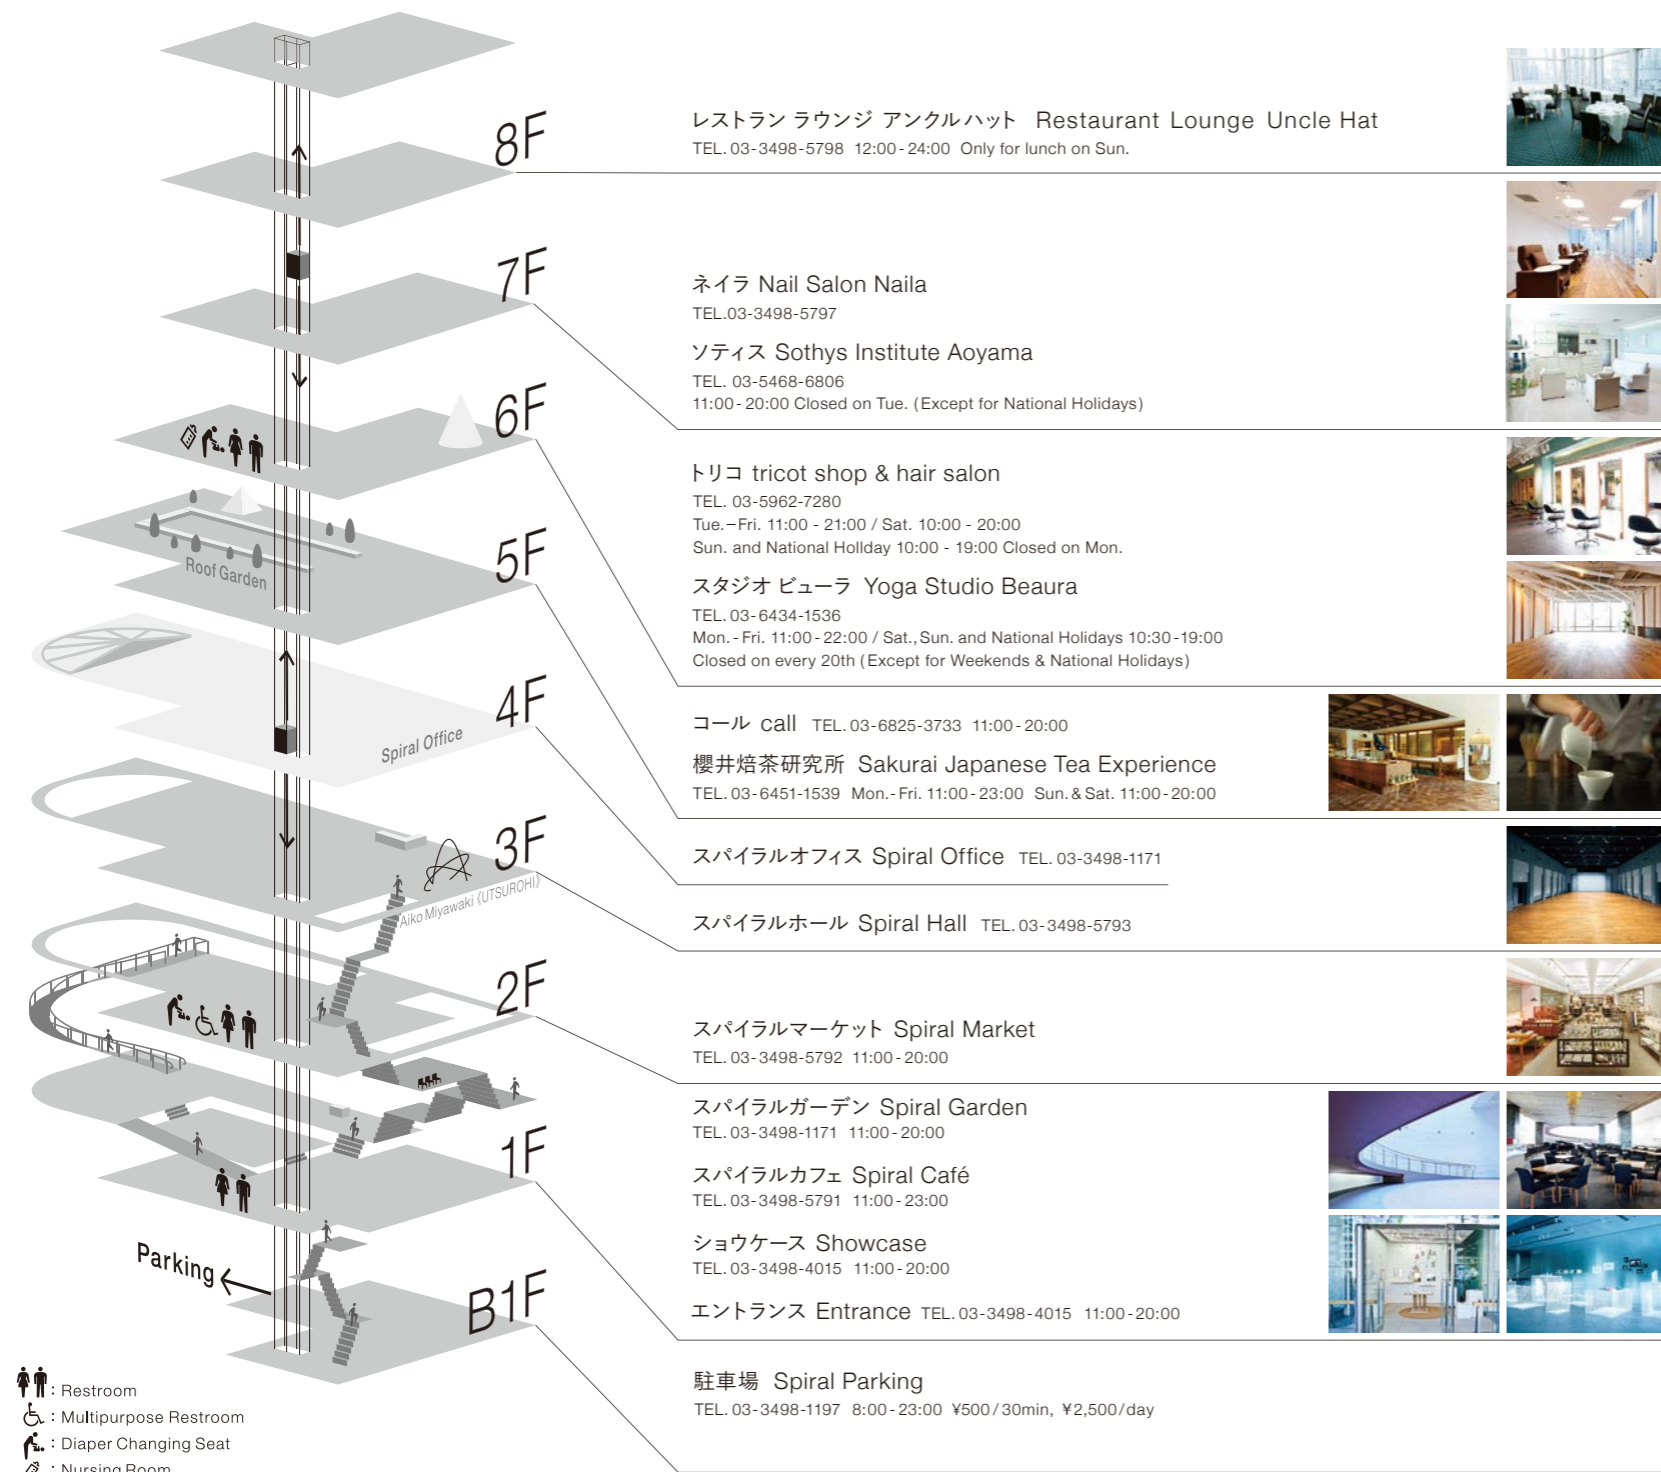 8F
レストラン ラウンジ アンクルハット Restaurant Lounge Uncle Hat
TEL. 03-3498-5798 12:00-24:00 Only for lunch on Sun.
7F
ネイラ Nail Salon Naila
TEL.03-3498-5797
ソティス Sothys Institute Aoyama
TEL. 03-5468-6806
11:00-20:00 Closed on Tue. (Except for National Holidays)
6F
トリコ tricot shop & hair salon
TEL. 03-5962-7280
Tue.–Fri. 11:00 - 21:00 / Sat. 10:00 - 20:00
Sun. and National Hollday 10:00 - 19:00 Closed on Mon.
スタジオ ビューラ Yoga Studio Beaura
TEL. 03-6434-1536
Mon. - Fri. 11:00 - 22:00 / Sat., Sun. and National Holidays 10:30 -19:00
Closed on every 20th (Except for Weekends & National Holidays)
5F
Roof Garden
コール call TEL. 03-6825-3733 11:00-20:00
櫻井焙茶研究所 Sakurai Japanese Tea Experience
TEL. 03-6451-1539 Mon.-Fri. 11:00-23:00 Sun. & Sat. 11:00-20:00
4F
Spiral Office
スパイラルオフィス Spiral Office TEL. 03-3498-1171
3F
Aiko Miyawaki《UTSUROHI》
スパイラルホール Spiral Hall TEL. 03-3498-5793
2F
スパイラルマーケット Spiral Market
TEL. 03-3498-5792 11:00-20:00
1F
スパイラルガーデン Spiral Garden
TEL. 03-3498-1171 11:00-20:00
スパイラルカフェ Spiral Café
TEL. 03-3498-5791 11:00-23:00
ショウケース Showcase
TEL. 03-3498-4015 11:00-20:00
エントランス Entrance TEL. 03-3498-4015 11:00-20:00
Parking
B1F
駐車場 Spiral Parking
TEL. 03-3498-1197 8:00-23:00 ¥500/30min, ¥2,500/day
: Restroom
: Multipurpose Restroom
: Diaper Changing Seat
: Nursing Room